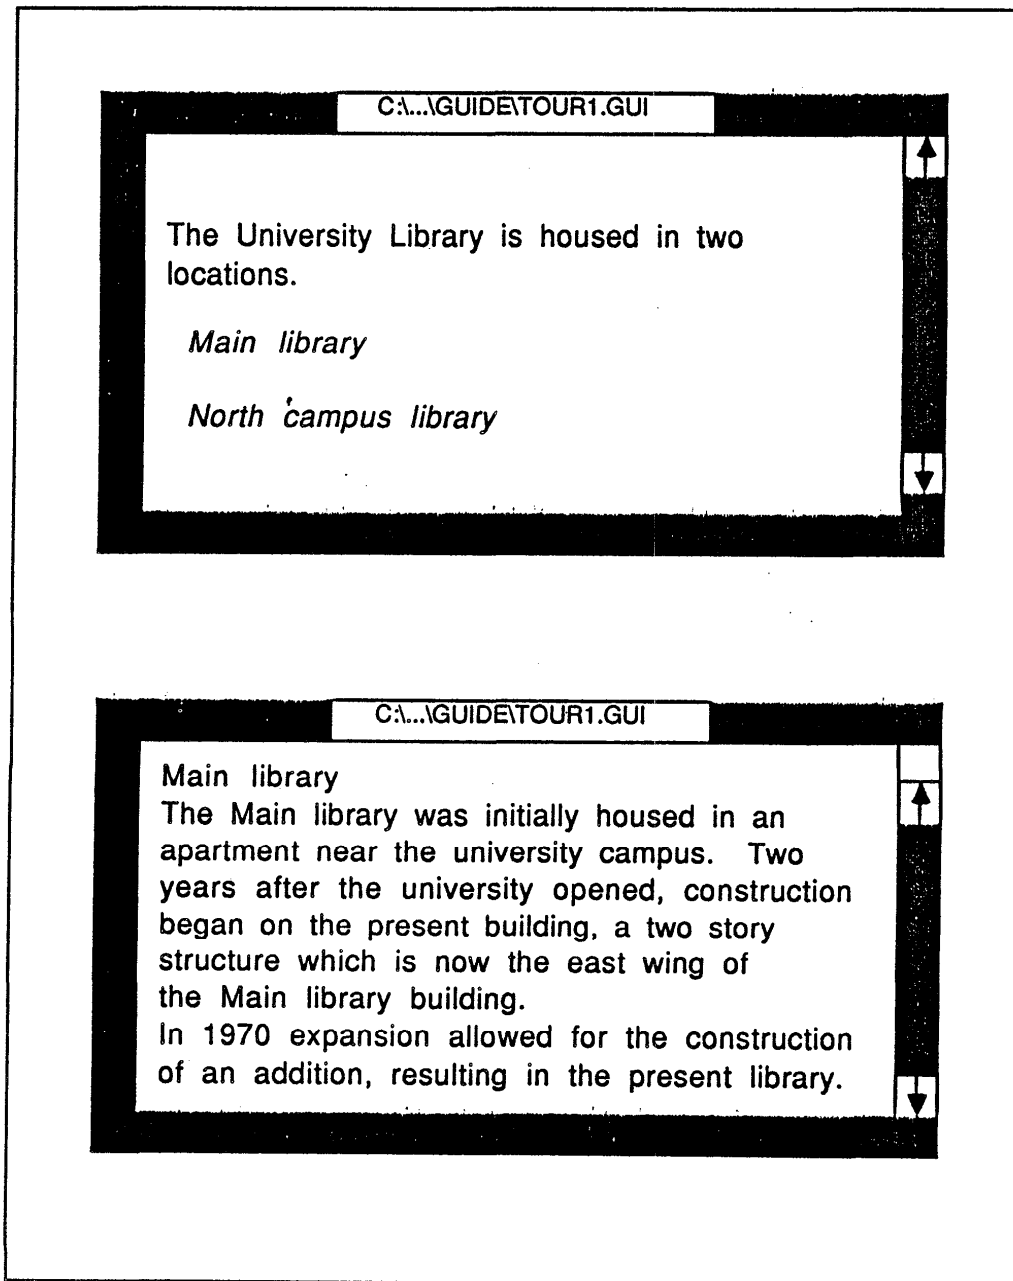 C:\...\GUIDE\TOUR1.GUI
The University Library is housed in two
locations.
Main library
North campus library
C:\...\GUIDE\TOUR1.GUI
Main library
The Main library was initially housed in an
apartment near the university campus. Two
years after the university opened, construction
began on the present building, a two story
structure which is now the east wing of
the Main library building.
In 1970 expansion allowed for the construction
of an addition, resulting in the present library.